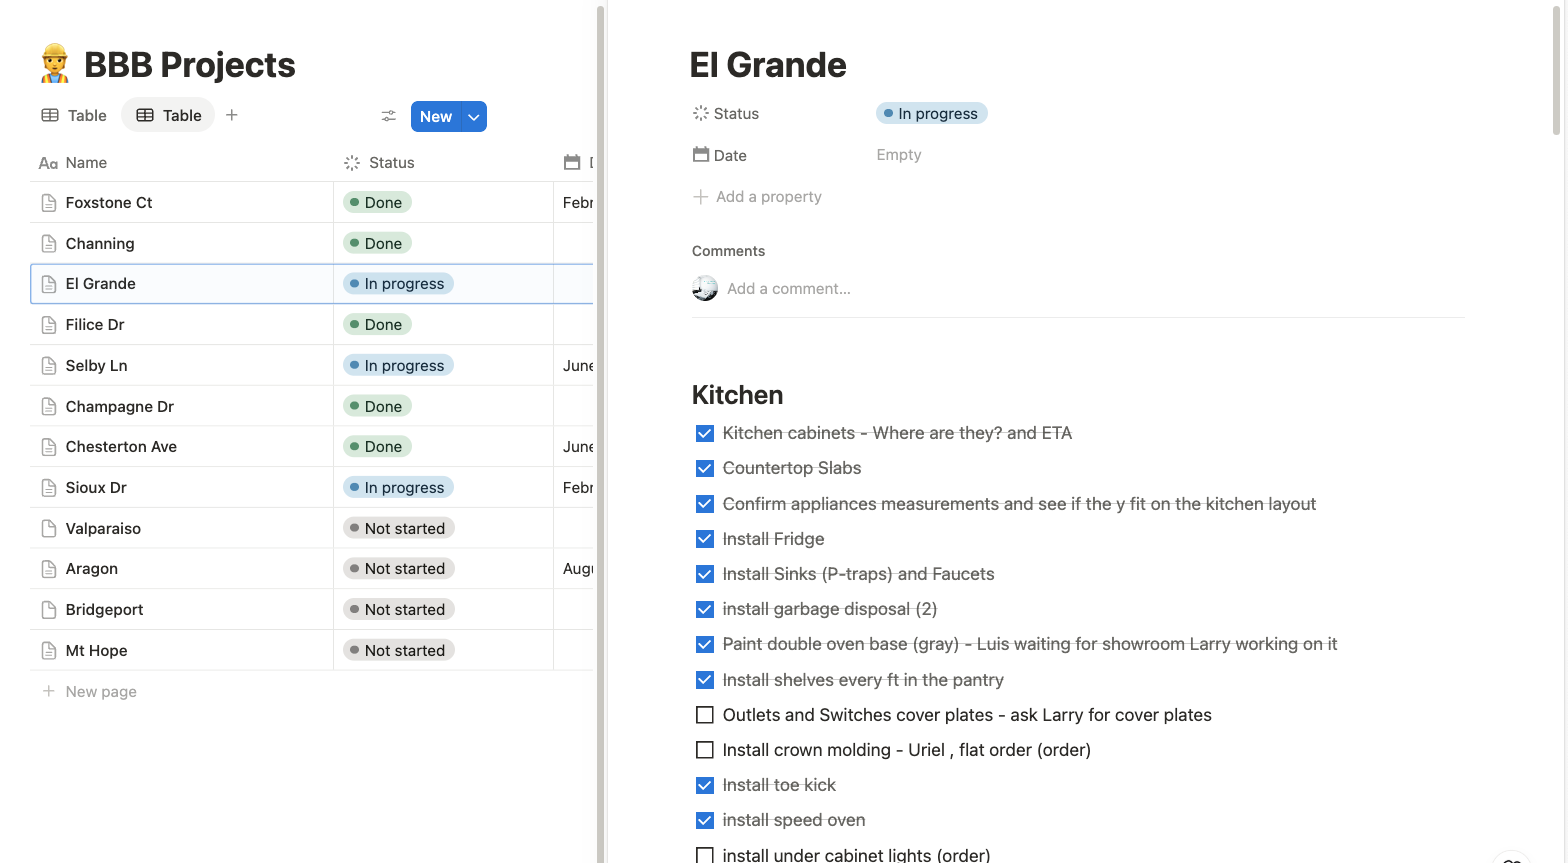 BBB Projects
Table
Table
New
Aa Name
Status
Foxstone Ct
Done
Febr
Channing
Done
El Grande
In progress
Filice Dr
Done
Selby Ln
In progress
June
Champagne Dr
Done
Chesterton Ave
Done
June
Sioux Dr
In progress
Febr
Valparaiso
Not started
Aragon
Not started
Augu
Bridgeport
Not started
Mt Hope
Not started
New page
El Grande
Status
In progress
Date
Empty
Add a property
Comments
Add a comment...
Kitchen
Kitchen cabinets - Where are they? and ETA
Countertop Slabs
Confirm appliances measurements and see if the y fit on the kitchen layout
Install Fridge
Install Sinks (P-traps) and Faucets
install garbage disposal (2)
Paint double oven base (gray) - Luis waiting for showroom Larry working on it
Install shelves every ft in the pantry
Outlets and Switches cover plates - ask Larry for cover plates
Install crown molding - Uriel , flat order (order)
Install toe kick
install speed oven
install under cabinet lights (order)